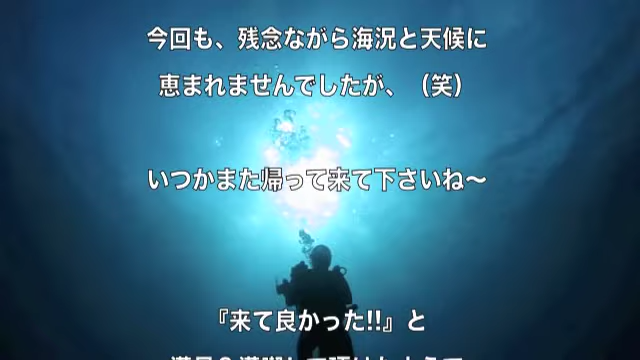 今回も、残念ながら海況と天候に
恵まれませんでしたが、（笑）
いつかまた帰って来て下さいね〜
『来て良かった!!』と